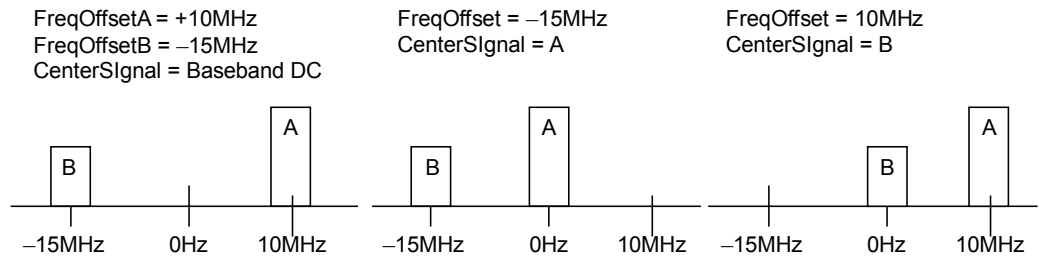 FreqOffsetA = +10MHz
FreqOffsetB = –15MHz
CenterSIgnal = Baseband DC
B
A
–15MHz
0Hz
10MHz
FreqOffset = –15MHz
CenterSIgnal = A
B
A
–15MHz
0Hz
10MHz
FreqOffset = 10MHz
CenterSIgnal = B
B
A
–15MHz
0Hz
10MHz